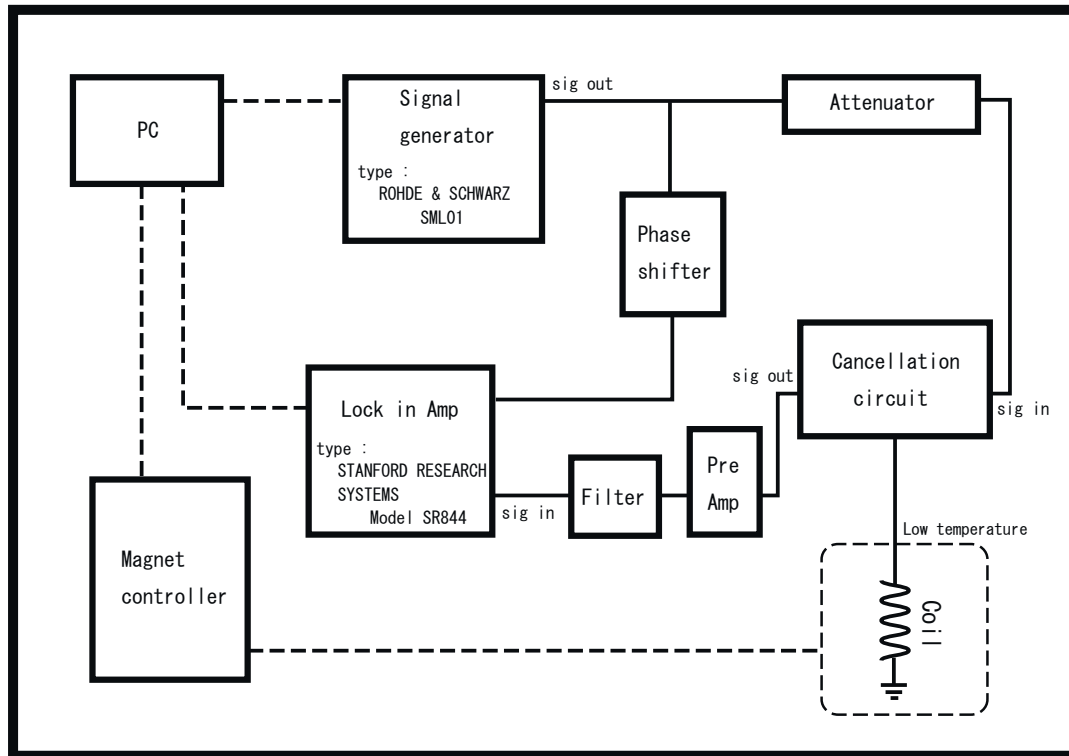 PC
Signal
generator
type :
ROHDE & SCHWARZ
SML01
sig out
Attenuator
Phase
shifter
Cancellation
circuit
sig out
sig in
Lock in Amp
type :
STANFORD RESEARCH
SYSTEMS
Model SR844
sig in
Filter
Pre
Amp
Low temperature
Coil
Magnet
controller